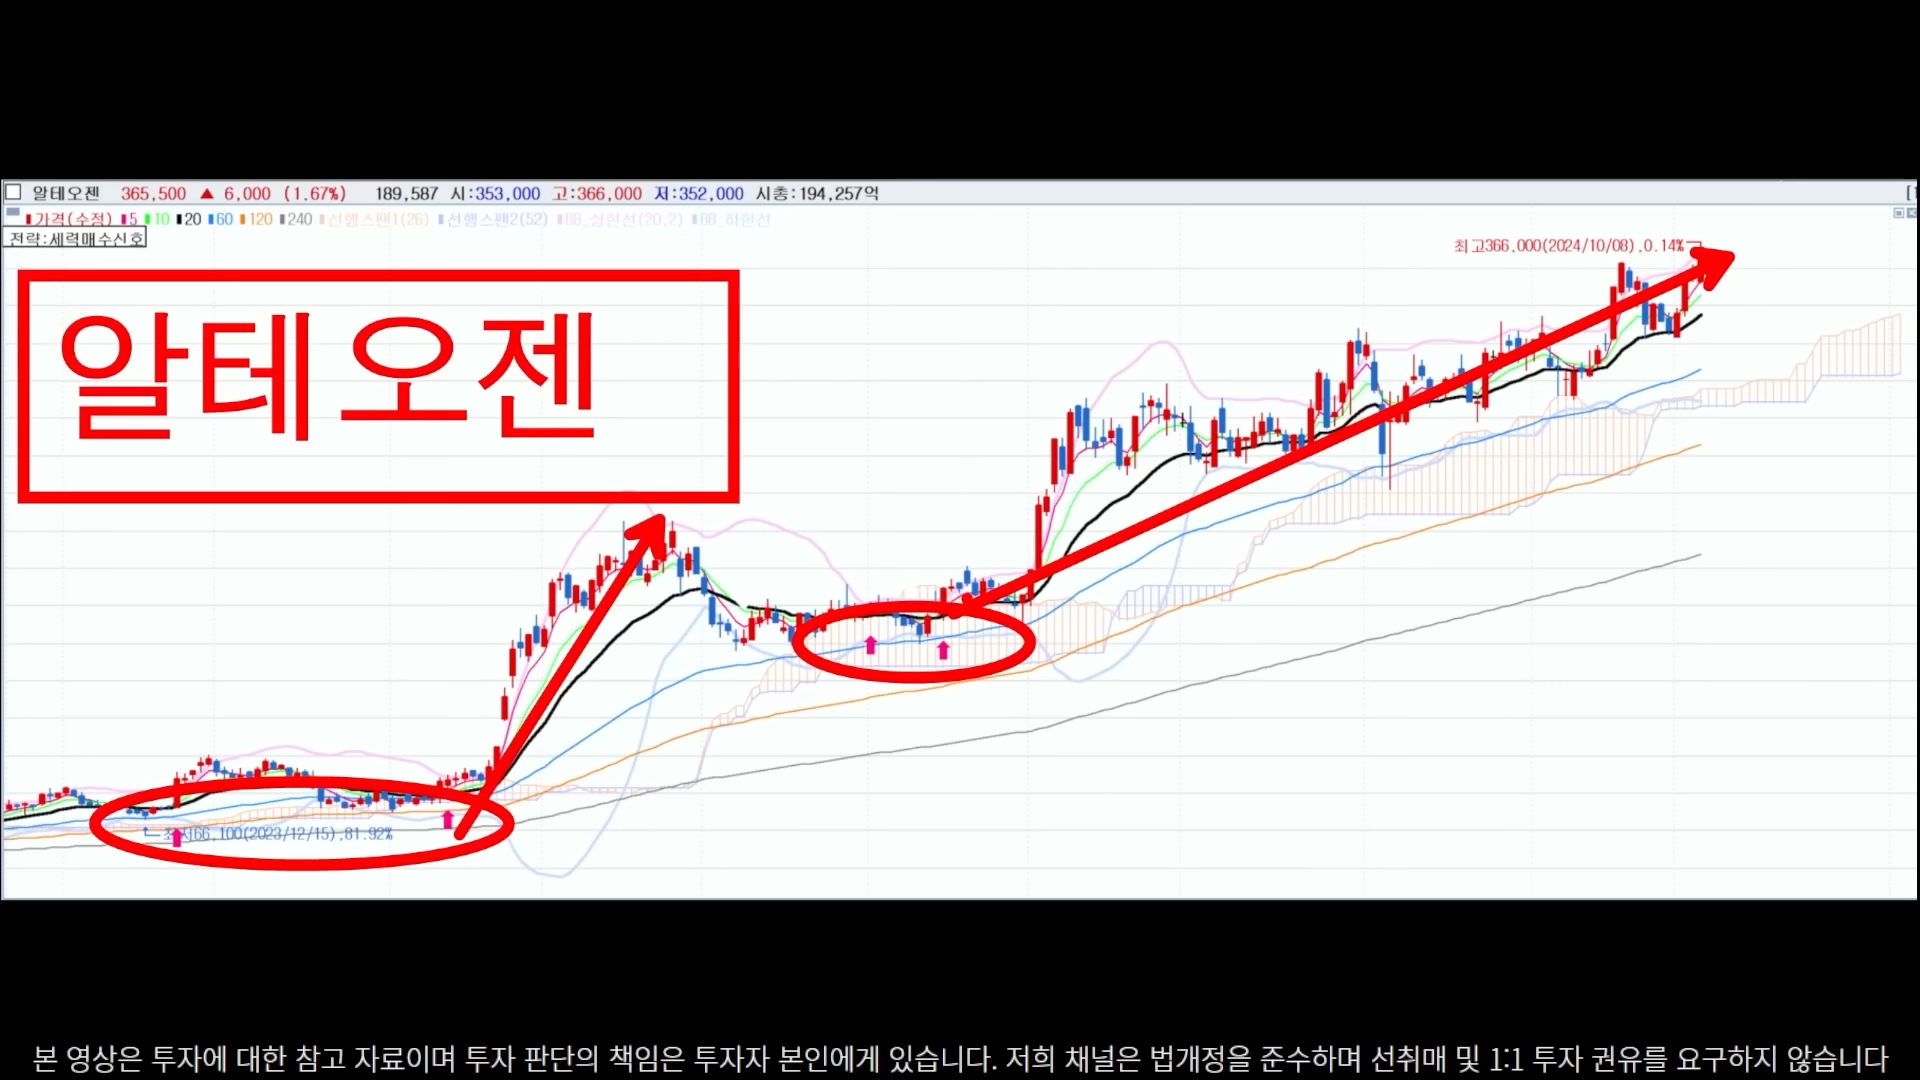 알테오젠 365,500 ▲ 6,000 (1.67%) 189,587 시:353,000 고:366,000 저:352,000 시총:194,257억
가격(수정) 5 10 20 60 120 240 선행스팬1(26) 선행스팬2(52) BB_상한선(20,2) BB_하한선
전략:세력매수신호
최고366,000(2024/10/08),0.14%
알테오젠
66,100(2023/12/15),81.92%
본 영상은 투자에 대한 참고 자료이며 투자 판단의 책임은 투자자 본인에게 있습니다. 저희 채널은 법개정을 준수하며 선취매 및 1:1 투자 권유를 요구하지 않습니다